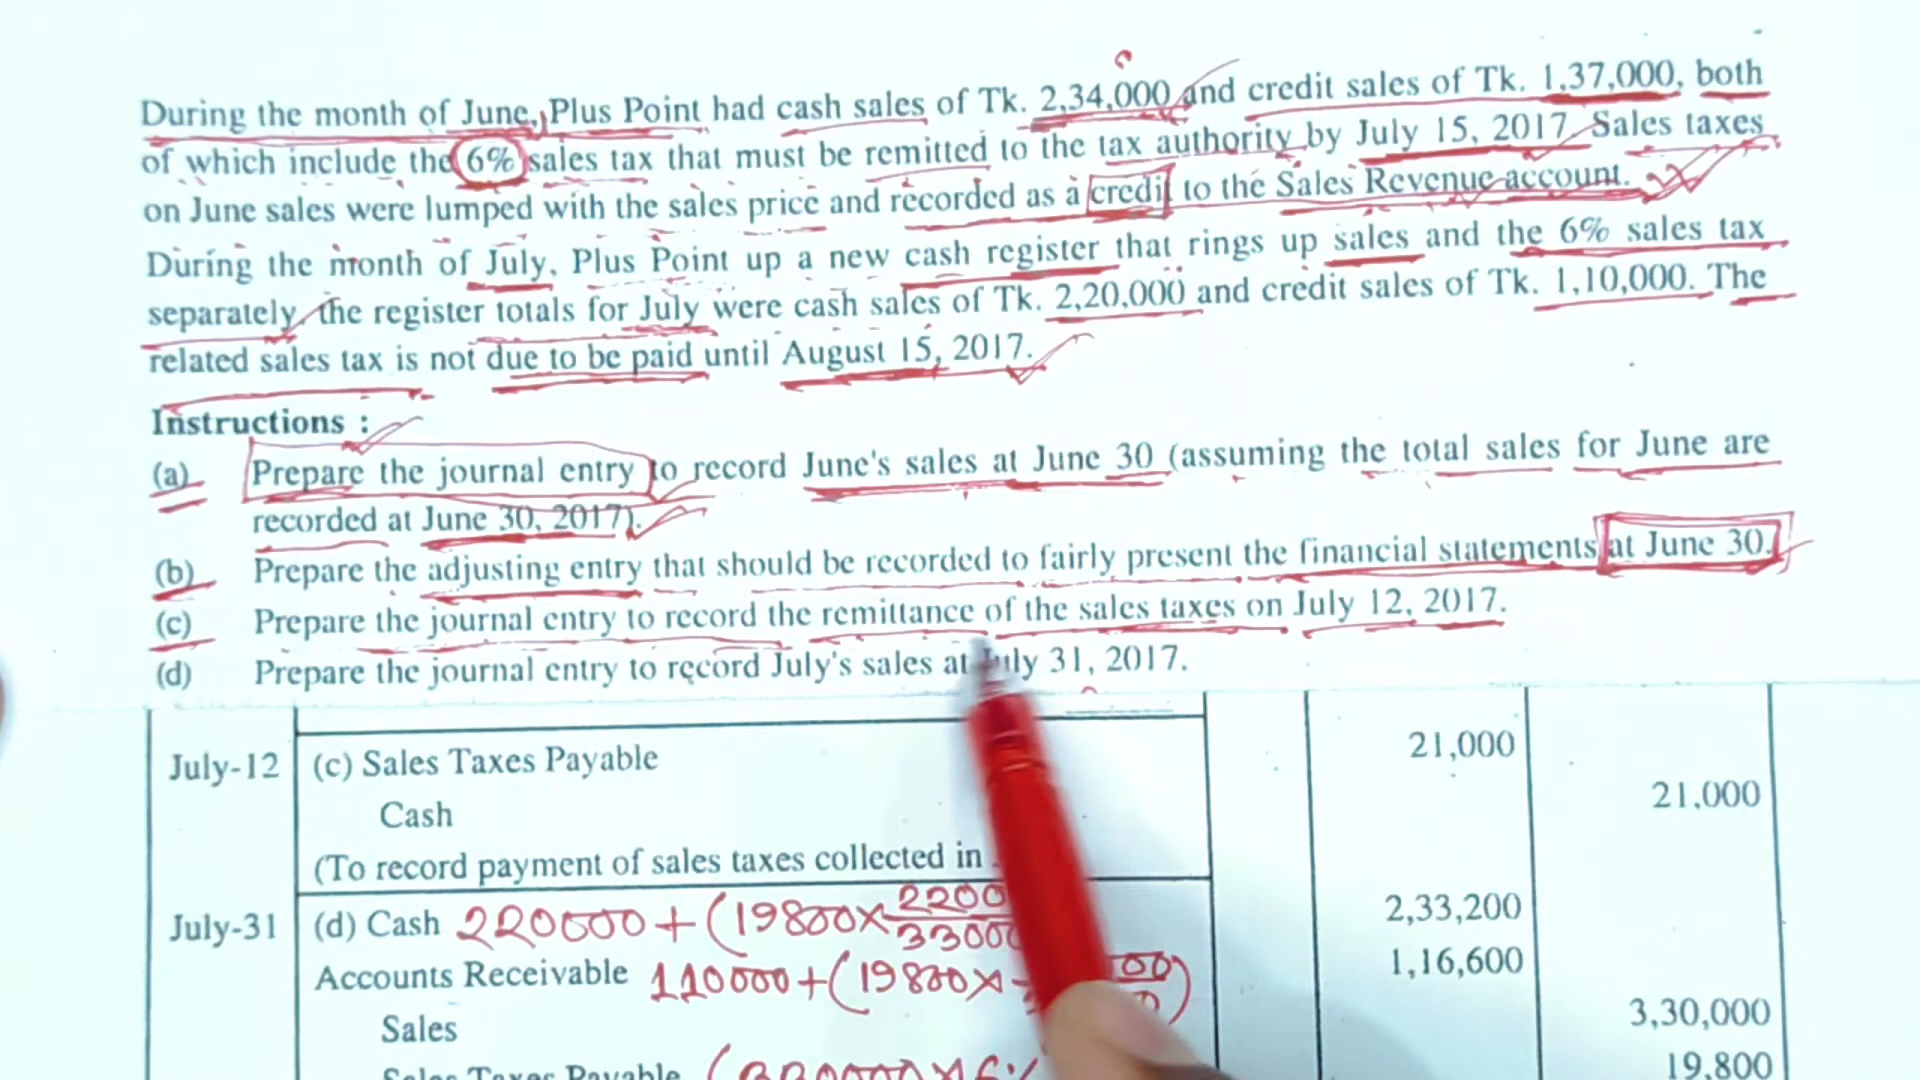 During the month of June, Plus Point had cash sales of Tk. 2,34,000 and credit sales of Tk. 1,37,000, both
of which include the 6% sales tax that must be remitted to the tax authority by July 15, 2017. Sales taxes
on June sales were lumped with the sales price and recorded as a credit to the Sales Revenue account.
During the month of July, Plus Point up a new cash register that rings up sales and the 6% sales tax
separately, the register totals for July were cash sales of Tk. 2,20,000 and credit sales of Tk. 1,10,000. The
related sales tax is not due to be paid until August 15, 2017.
Instructions :
(a) Prepare the journal entry to record June's sales at June 30 (assuming the total sales for June are
recorded at June 30, 2017).
(b) Prepare the adjusting entry that should be recorded to fairly present the financial statements at June 30.
(c) Prepare the journal entry to record the remittance of the sales taxes on July 12, 2017.
(d) Prepare the journal entry to record July's sales at July 31, 2017.
July-12 (c) Sales Taxes Payable 21,000
Cash 21,000
(To record payment of sales taxes collected in
July-31 (d) Cash 220000 + (19800 × 2,33,200
Accounts Receivable 110000 + (19800 × 1,16,600
Sales 3,30,000
Sales Taxes Payable (330000 × 6% 19,800